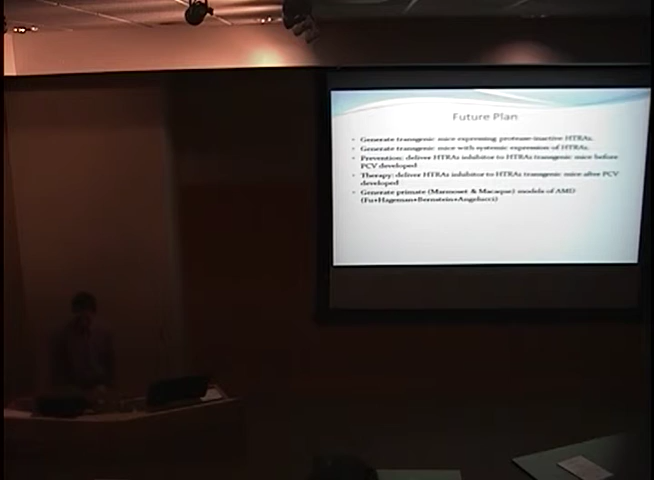 Future Plan
Generate transgenic mice expressing protease-inactive HTRA1.
Generate transgenic mice with systemic expression of HTRA1.
Prevention: deliver HTRA1 inhibitor to HTRA1 transgenic mice before
PCV developed
Therapy: deliver HTRA1 inhibitor to HTRA1 transgenic mice after PCV
developed
Generate primate (Marmoset & Macaque) models of AMD
(Fu+Hageman+Bernstein+Angelucci)